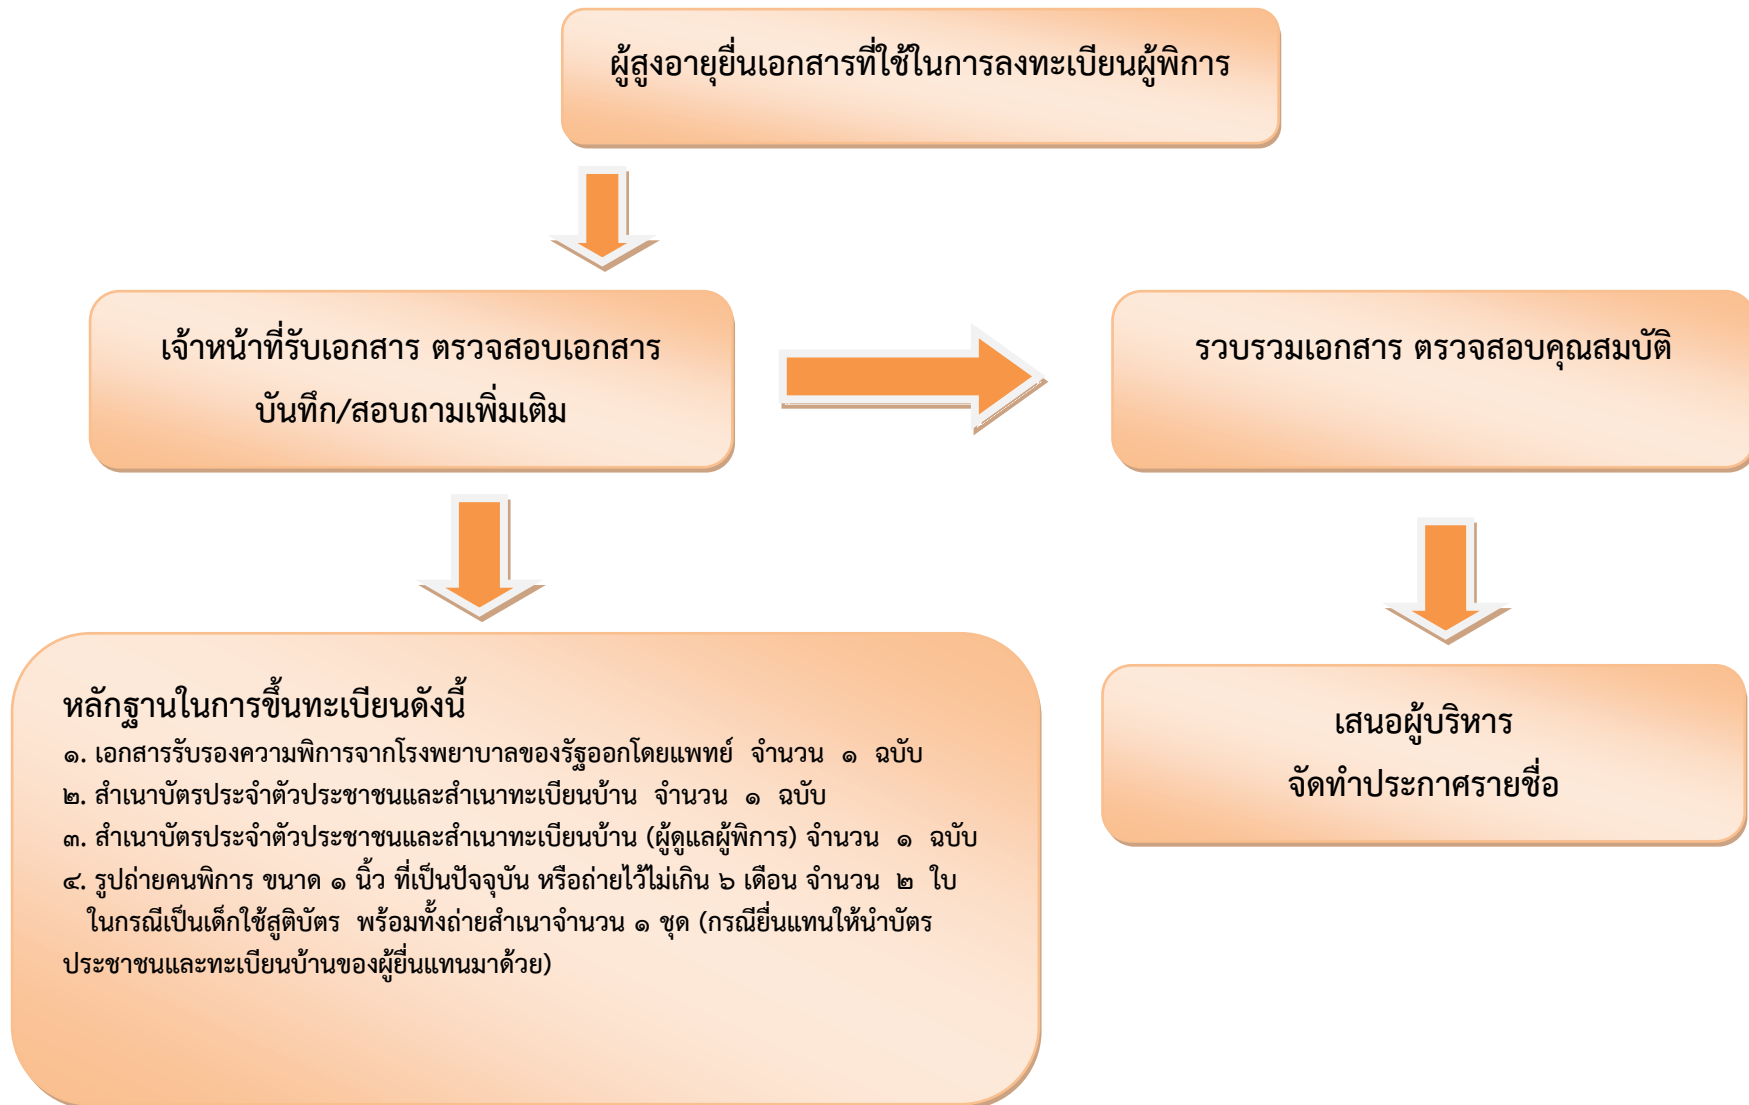 ผู้สูงอายุยื่นเอกสารที่ใช้ในการลงทะเบียนผู้พิการ
เจ้าหน้าที่รับเอกสาร ตรวจสอบเอกสาร
บันทึก/สอบถามเพิ่มเติม
รวบรวมเอกสาร ตรวจสอบคุณสมบัติ
หลักฐานในการขึ้นทะเบียนดังนี้
๑. เอกสารรับรองความพิการจากโรงพยาบาลของรัฐออกโดยแพทย์ จำนวน ๑ ฉบับ
๒. สำเนาบัตรประจำตัวประชาชนและสำเนาทะเบียนบ้าน จำนวน ๑ ฉบับ
๓. สำเนาบัตรประจำตัวประชาชนและสำเนาทะเบียนบ้าน (ผู้ดูแลผู้พิการ) จำนวน ๑ ฉบับ
๔. รูปถ่ายคนพิการ ขนาด ๑ นิ้ว ที่เป็นปัจจุบัน หรือถ่ายไว้ไม่เกิน ๖ เดือน จำนวน ๒ ใบ
ในกรณีเป็นเด็กใช้สูติบัตร พร้อมทั้งถ่ายสำเนาจำนวน ๑ ชุด (กรณียื่นแทนให้นำบัตร
ประชาชนและทะเบียนบ้านของผู้ยื่นแทนมาด้วย)
เสนอผู้บริหาร
จัดทำประกาศรายชื่อ